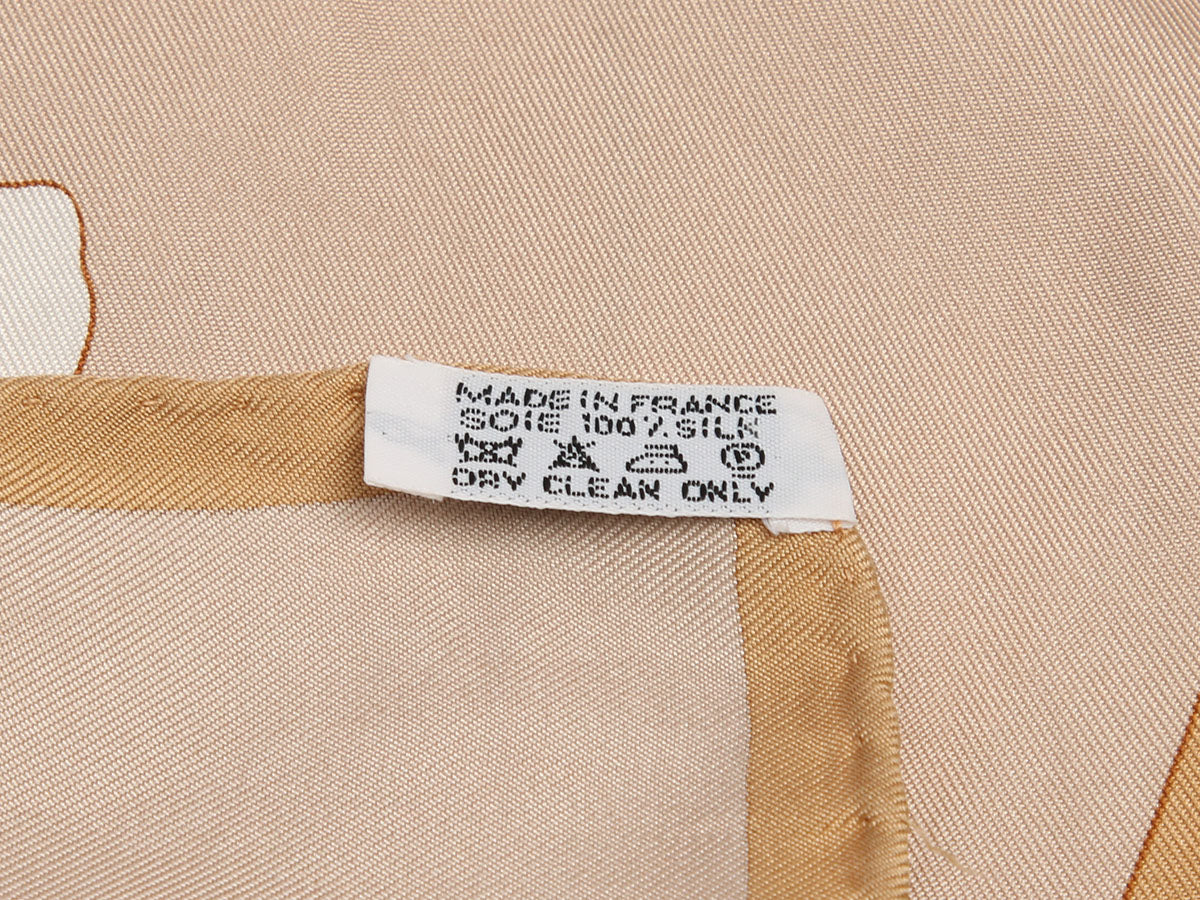 MADE IN FRANCE
SOIE 100% SILK
DRY CLEAN ONLY